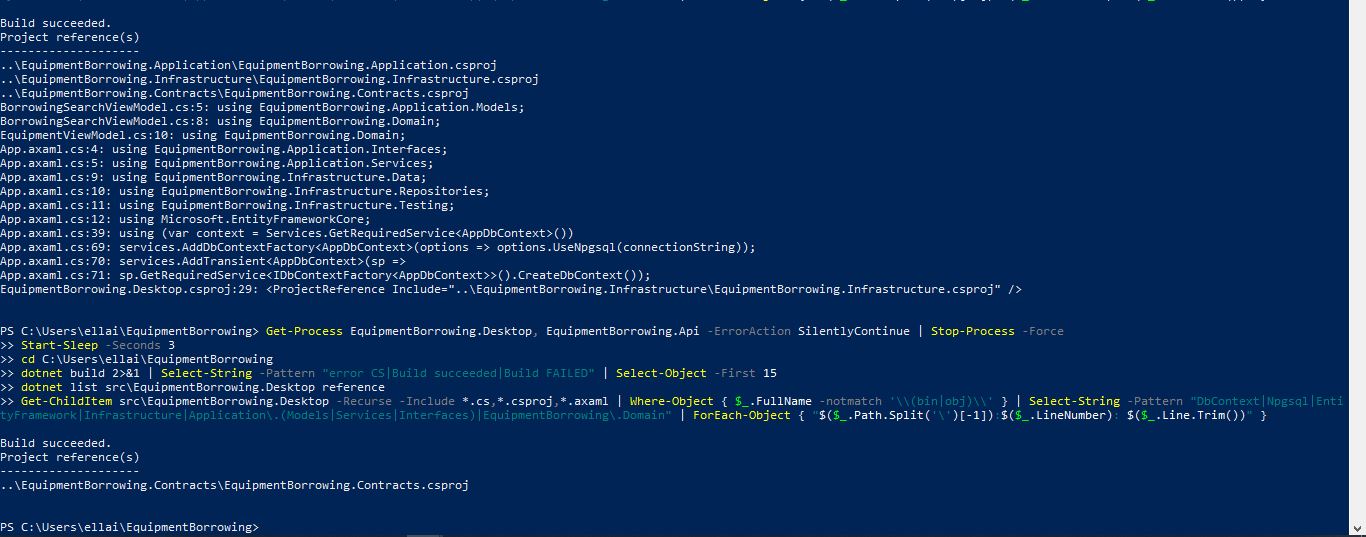 Build succeeded.
Project reference(s)
--------------------
..\EquipmentBorrowing.Application\EquipmentBorrowing.Application.csproj
..\EquipmentBorrowing.Infrastructure\EquipmentBorrowing.Infrastructure.csproj
..\EquipmentBorrowing.Contracts\EquipmentBorrowing.Contracts.csproj
BorrowingSearchViewModel.cs:5: using EquipmentBorrowing.Application.Models;
BorrowingSearchViewModel.cs:8: using EquipmentBorrowing.Domain;
EquipmentViewModel.cs:10: using EquipmentBorrowing.Domain;
App.axaml.cs:4: using EquipmentBorrowing.Application.Interfaces;
App.axaml.cs:5: using EquipmentBorrowing.Application.Services;
App.axaml.cs:9: using EquipmentBorrowing.Infrastructure.Data;
App.axaml.cs:10: using EquipmentBorrowing.Infrastructure.Repositories;
App.axaml.cs:11: using EquipmentBorrowing.Infrastructure.Testing;
App.axaml.cs:12: using Microsoft.EntityFrameworkCore;
App.axaml.cs:39: using (var context = Services.GetRequiredService<AppDbContext>())
App.axaml.cs:69: services.AddDbContextFactory<AppDbContext>(options => options.UseNpgsql(connectionString));
App.axaml.cs:70: services.AddTransient<AppDbContext>(sp =>
App.axaml.cs:71: sp.GetRequiredService<IDbContextFactory<AppDbContext>>().CreateDbContext());
EquipmentBorrowing.Desktop.csproj:29: <ProjectReference Include="..\EquipmentBorrowing.Infrastructure\EquipmentBorrowing.Infrastructure.csproj" />
PS C:\Users\ellai\EquipmentBorrowing> Get-Process EquipmentBorrowing.Desktop, EquipmentBorrowing.Api -ErrorAction SilentlyContinue | Stop-Process -Force
>> Start-Sleep -Seconds 3
>> cd C:\Users\ellai\EquipmentBorrowing
>> dotnet build 2>&1 | Select-String -Pattern "error CS|Build succeeded|Build FAILED" | Select-Object -First 15
>> dotnet list src\EquipmentBorrowing.Desktop reference
>> Get-ChildItem src\EquipmentBorrowing.Desktop -Recurse -Include *.cs,*.csproj,*.axaml | Where-Object { $_.FullName -notmatch '\\(bin|obj)\\' } | Select-String -Pattern "DbContext|Npgsql|Enti
tyFramework|Infrastructure|Application\.(Models|Services|Interfaces)|EquipmentBorrowing\.Domain" | ForEach-Object { "$($_.Path.Split('\')[-1]):$($_.LineNumber): $($_.Line.Trim())" }
Build succeeded.
Project reference(s)
--------------------
..\EquipmentBorrowing.Contracts\EquipmentBorrowing.Contracts.csproj
PS C:\Users\ellai\EquipmentBorrowing>